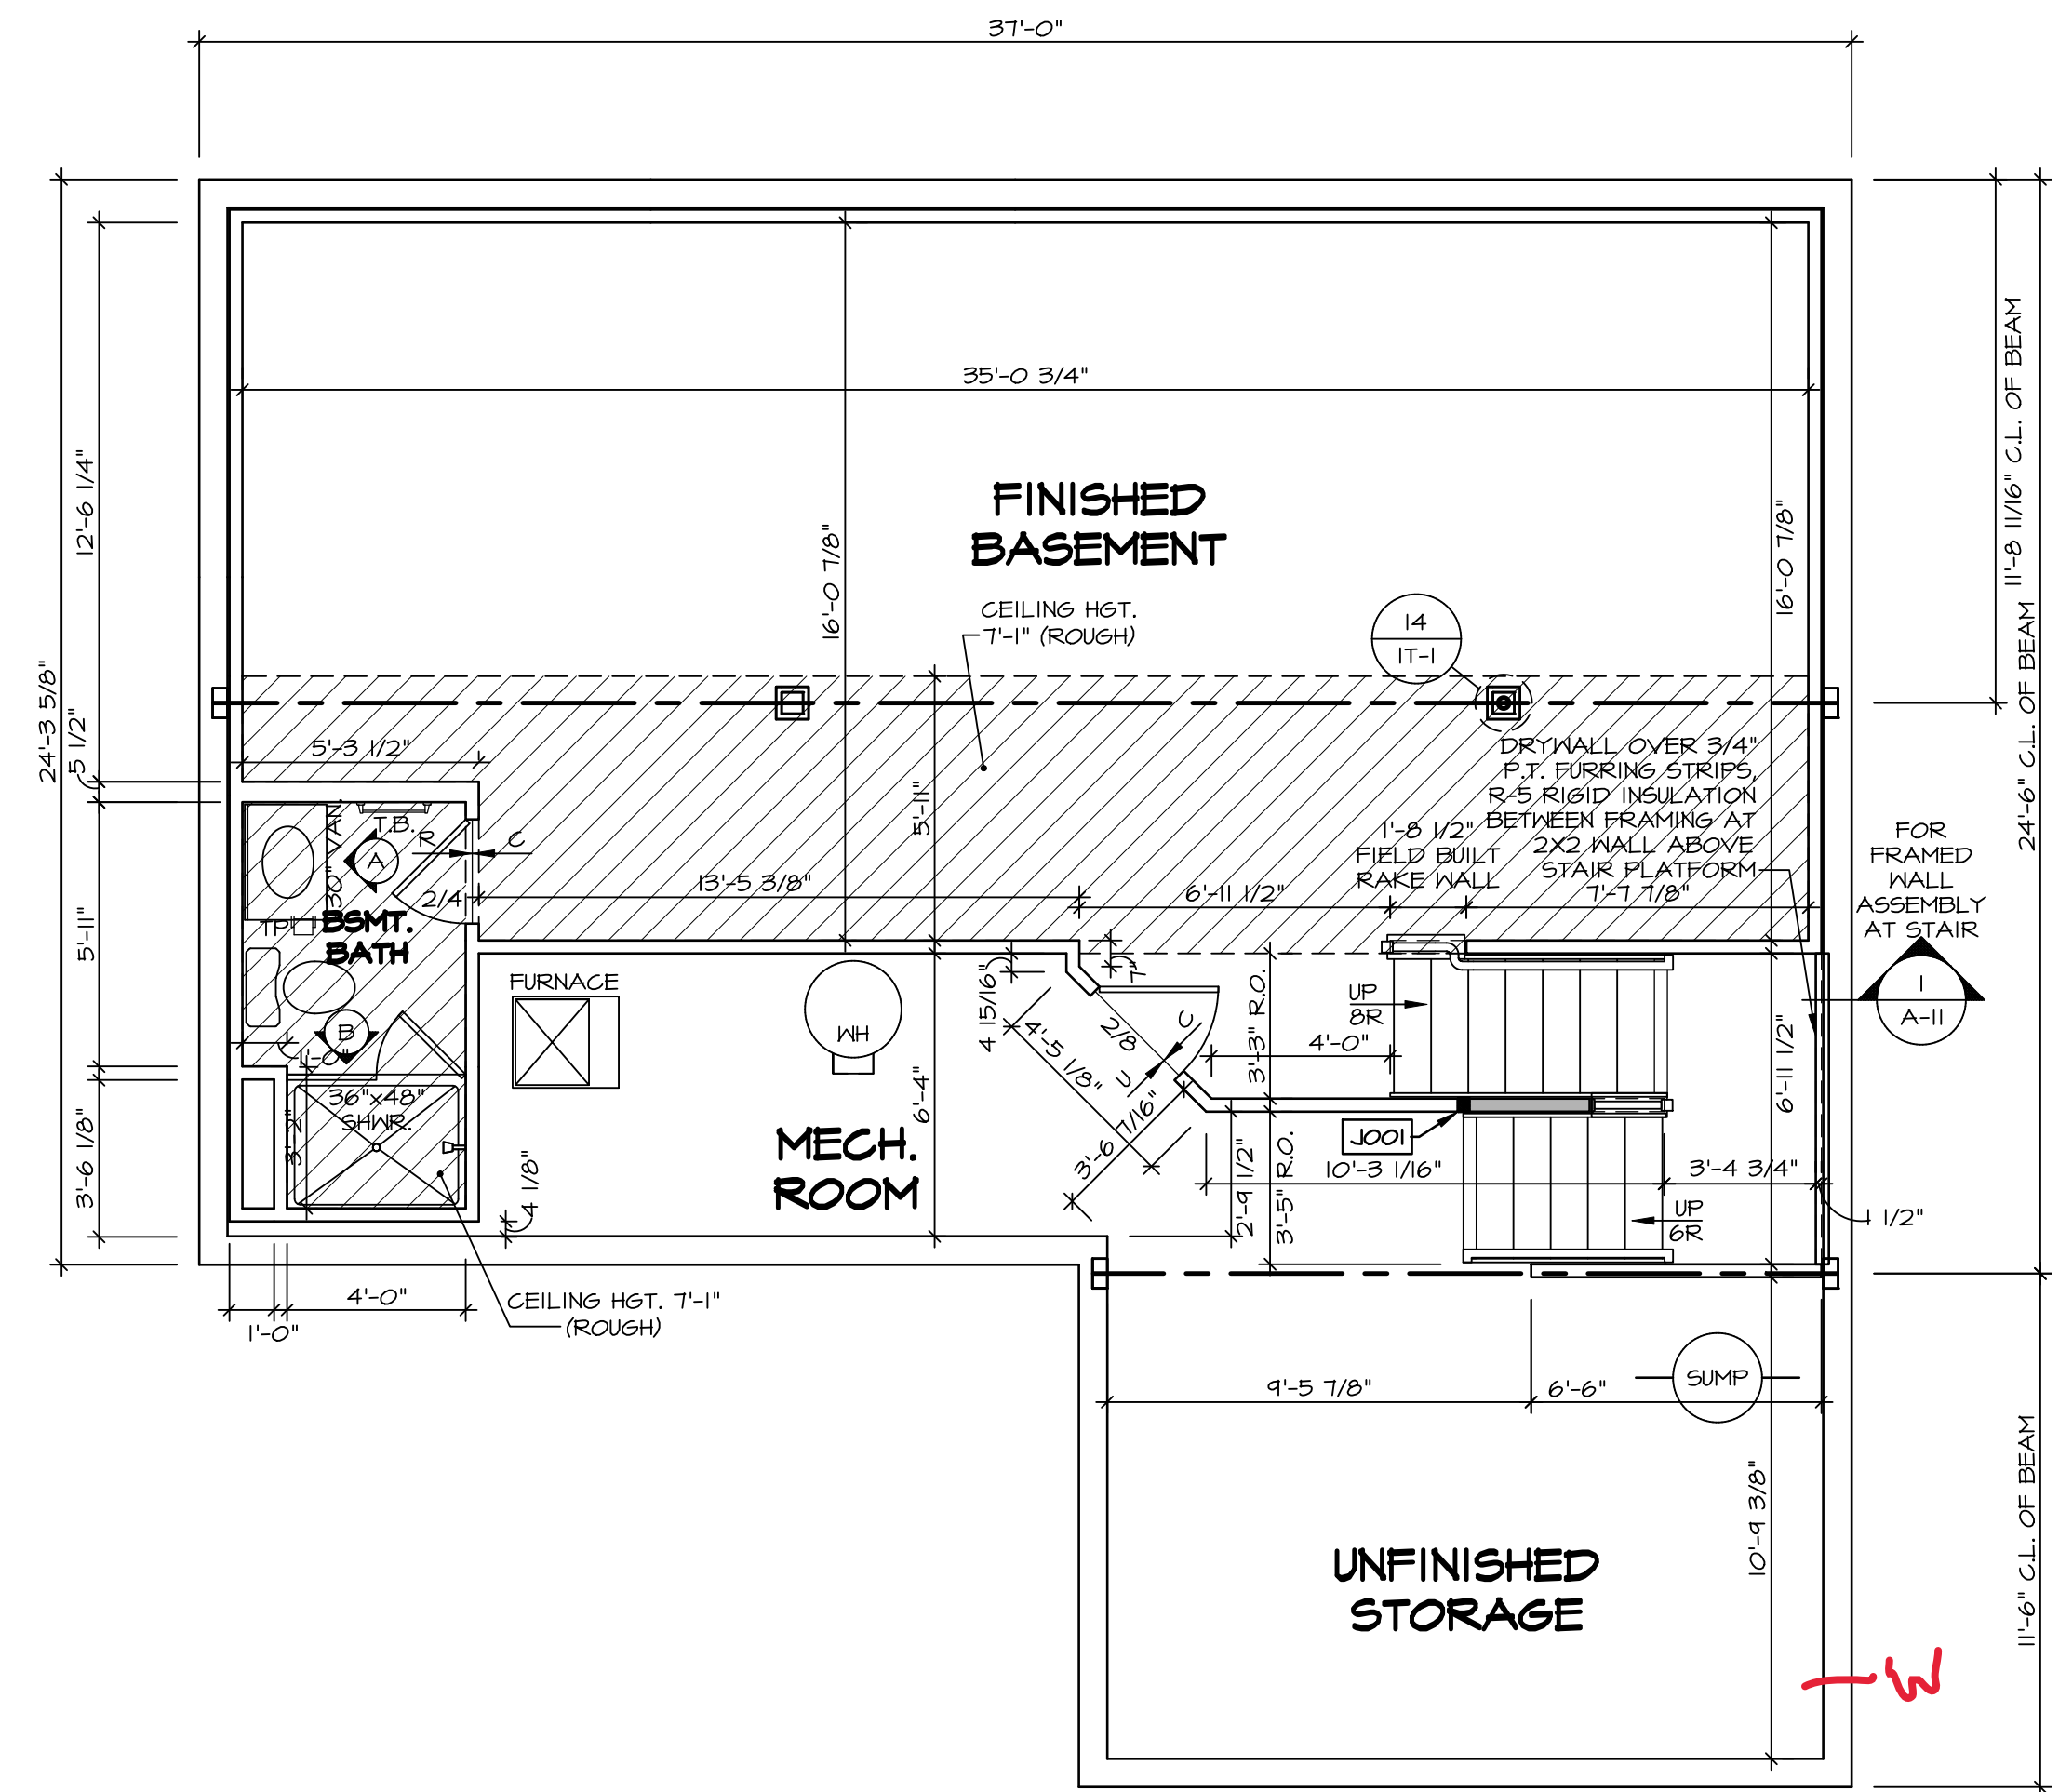 37'-0"
35'-0 3/4"
12'-6 1/4"
24'-3 5/8"
5 1/2"
5'-11"
3'-6 1/8"
16'-0 7/8"
16'-0 7/8"
11'-8 11/16" C.L. OF BEAM
24'-6" C.L. OF BEAM
11'-6" C.L. OF BEAM
FINISHED
BASEMENT
CEILING HGT.
7'-1" (ROUGH)
14
1T-1
5'-3 1/2"
5'-11"
DRYWALL OVER 3/4"
P.T. FURRING STRIPS,
R-5 RIGID INSULATION
BETWEEN FRAMING AT
2X2 WALL ABOVE
STAIR PLATFORM
1'-8 1/2"
FIELD BUILT
RAKE WALL
7'-7 7/8"
6'-11 1/2"
13'-5 3/8"
FOR
FRAMED
WALL
ASSEMBLY
AT STAIR
1
A-11
30" VAN.
T.B.
R
C
A
2/4
TP
BSMT.
BATH
B
1'-0"
36"x48"
SHWR.
3'-2"
FURNACE
WH
MECH.
ROOM
6'-4"
4 1/8"
4 15/16"
7"
2/8
C
U
4'-5 1/8"
3'-6 7/16"
3'-3" R.O.
4'-0"
UP
8R
J001
10'-3 1/16"
3'-4 3/4"
6'-11 1/2"
2'-9 1/2"
3'-5" R.O.
UP
6R
1 1/2"
4'-0"
1'-0"
CEILING HGT. 7'-1"
(ROUGH)
9'-5 7/8"
6'-6"
SUMP
10'-9 3/8"
UNFINISHED
STORAGE
W